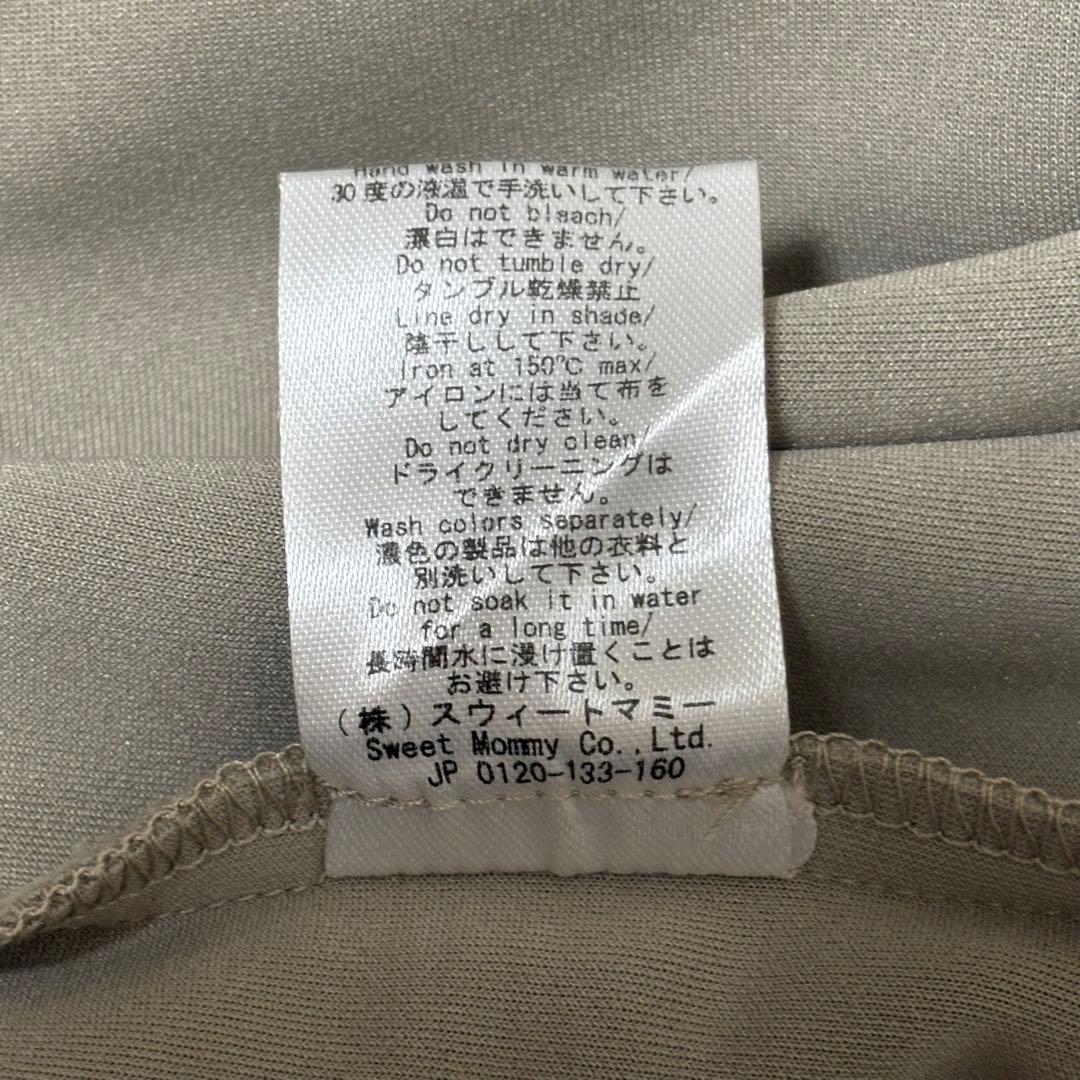 Hand wash in warm water/
30度の液温で手洗いして下さい。
Do not bleach/
漂白はできません。
Do not tumble dry/
タンブル乾燥禁止
Line dry in shade/
陰干しして下さい。
Iron at 150℃ max/
アイロンには当て布を
してください。
Do not dry clean/
ドライクリーニングは
できません。
Wash colors separately/
濃色の製品は他の衣料と
別洗いして下さい。
Do not soak it in water
for a long time/
長時間水に浸け置くことは
お避け下さい。
(株)スウィートマミー
Sweet Mommy Co.,Ltd.
JP 0120-133-160